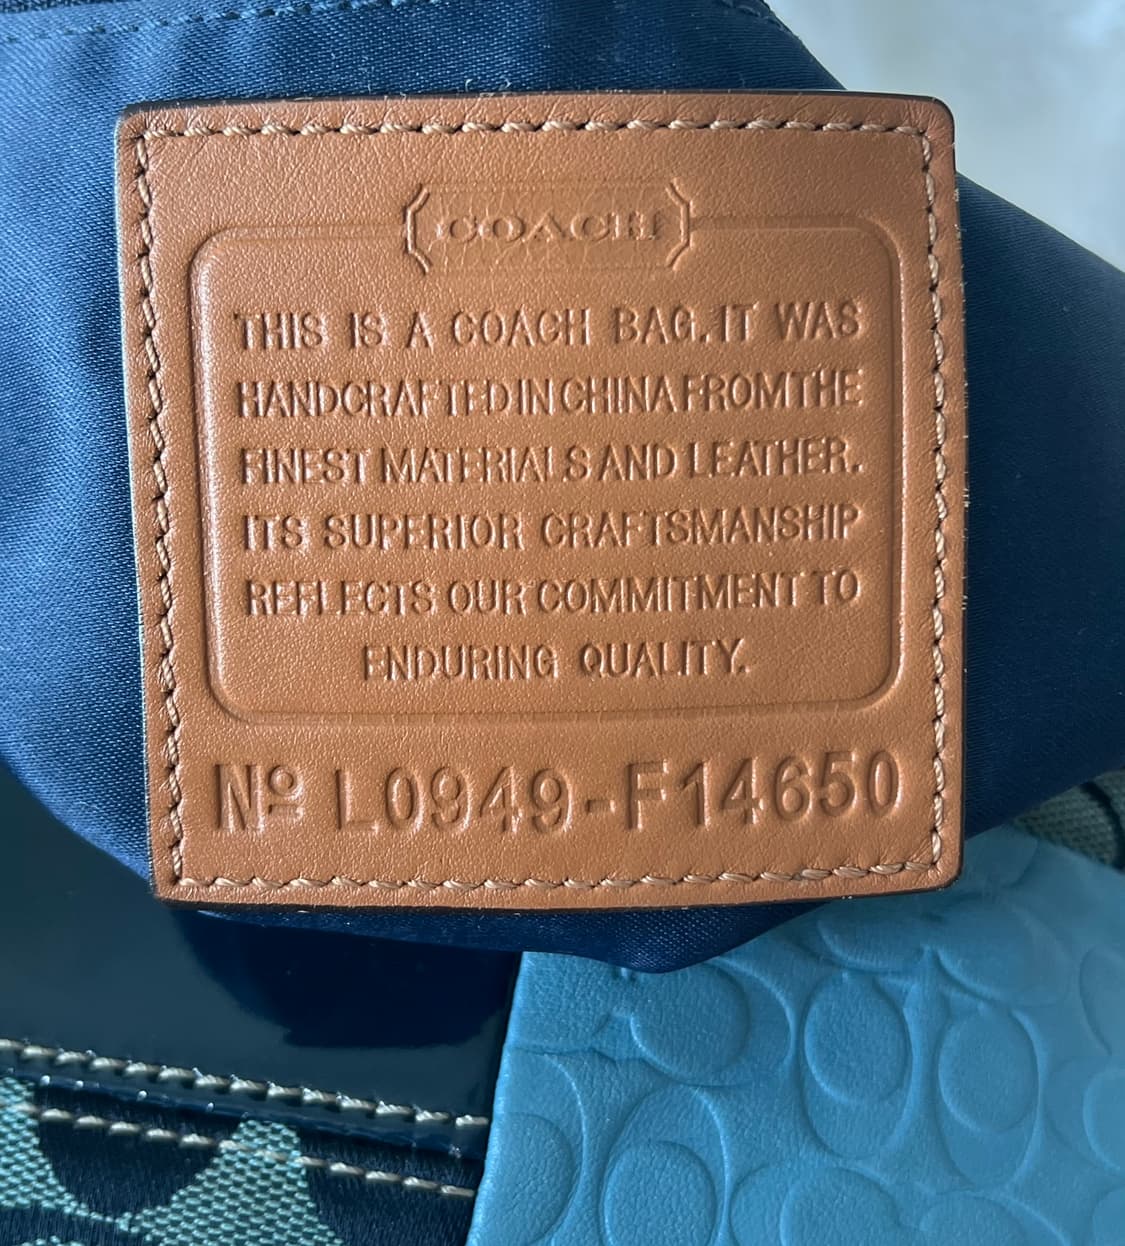 COACH
THIS IS A COACH BAG. IT WAS
HANDCRAFTED IN CHINA FROM THE
FINEST MATERIALS AND LEATHER.
ITS SUPERIOR CRAFTSMANSHIP
REFLECTS OUR COMMITMENT TO
ENDURING QUALITY.
Nº L0949-F14650